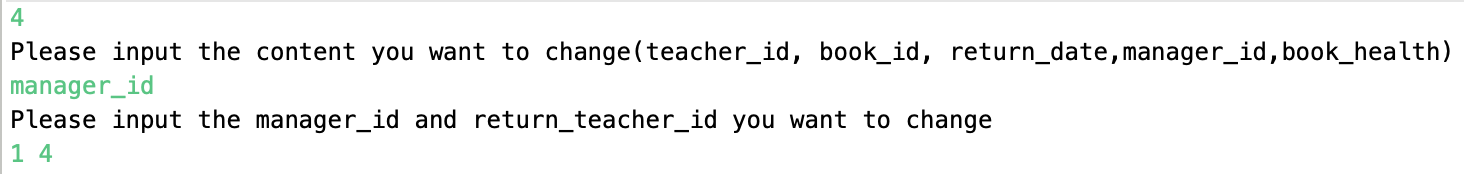 4
Please input the content you want to change(teacher_id, book_id, return_date,manager_id,book_health)
manager_id
Please input the manager_id and return_teacher_id you want to change
1 4